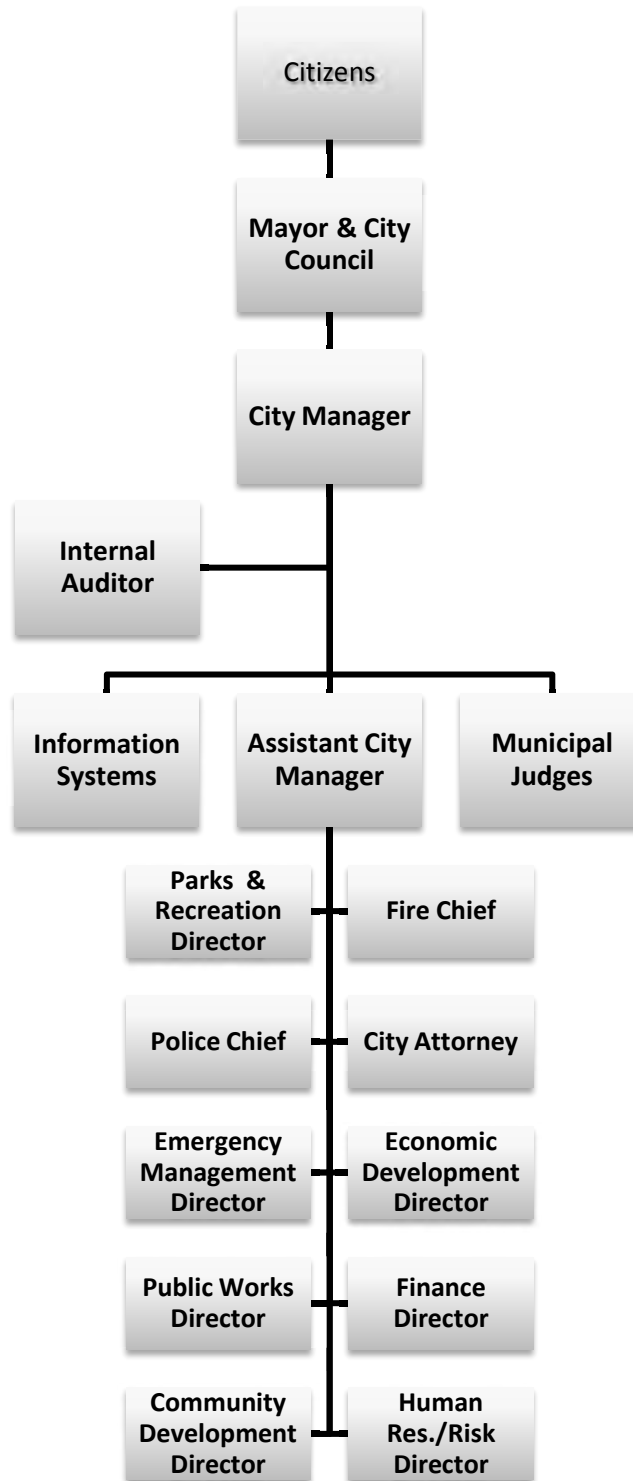 Citizens
Mayor & City
Council
City Manager
Internal
Auditor
Information
Systems
Assistant City
Manager
Municipal
Judges
Parks & 
Recreation
Director
Fire Chief
Police Chief
City Attorney
Emergency
Management
Director
Economic
Development
Director
Public Works
Director
Finance
Director
Community
Development
Director
Human
Res./Risk
Director